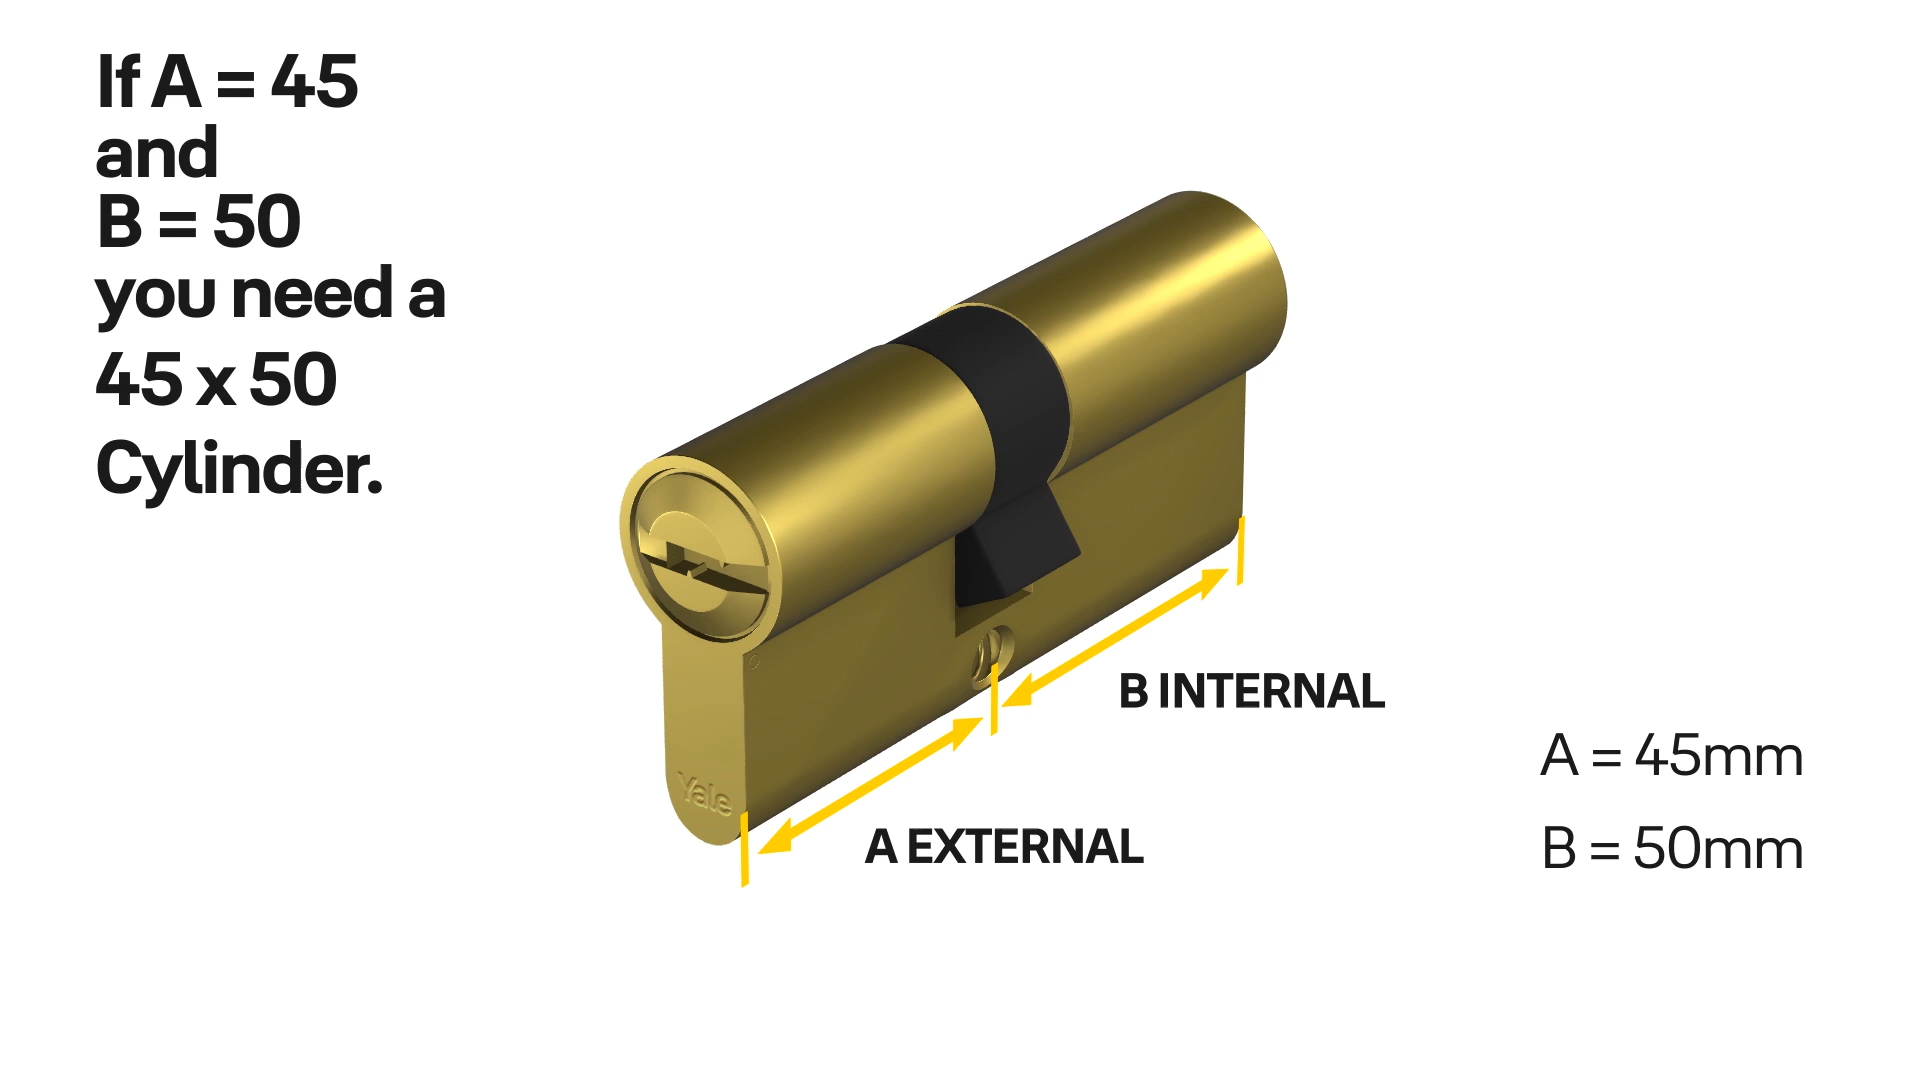 If A = 45
and
B = 50
you need a
45 x 50
Cylinder.
Yale
B INTERNAL
A EXTERNAL
A = 45mm
B = 50mm